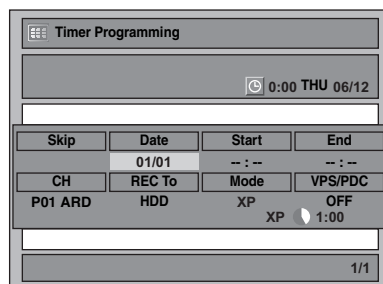 Timer Programming
0:00 THU 06/12
Skip Date Start End
01/01 -- : -- -- : --
CH REC To Mode VPS/PDC
P01 ARD HDD XP OFF
XP 1:00
1/1